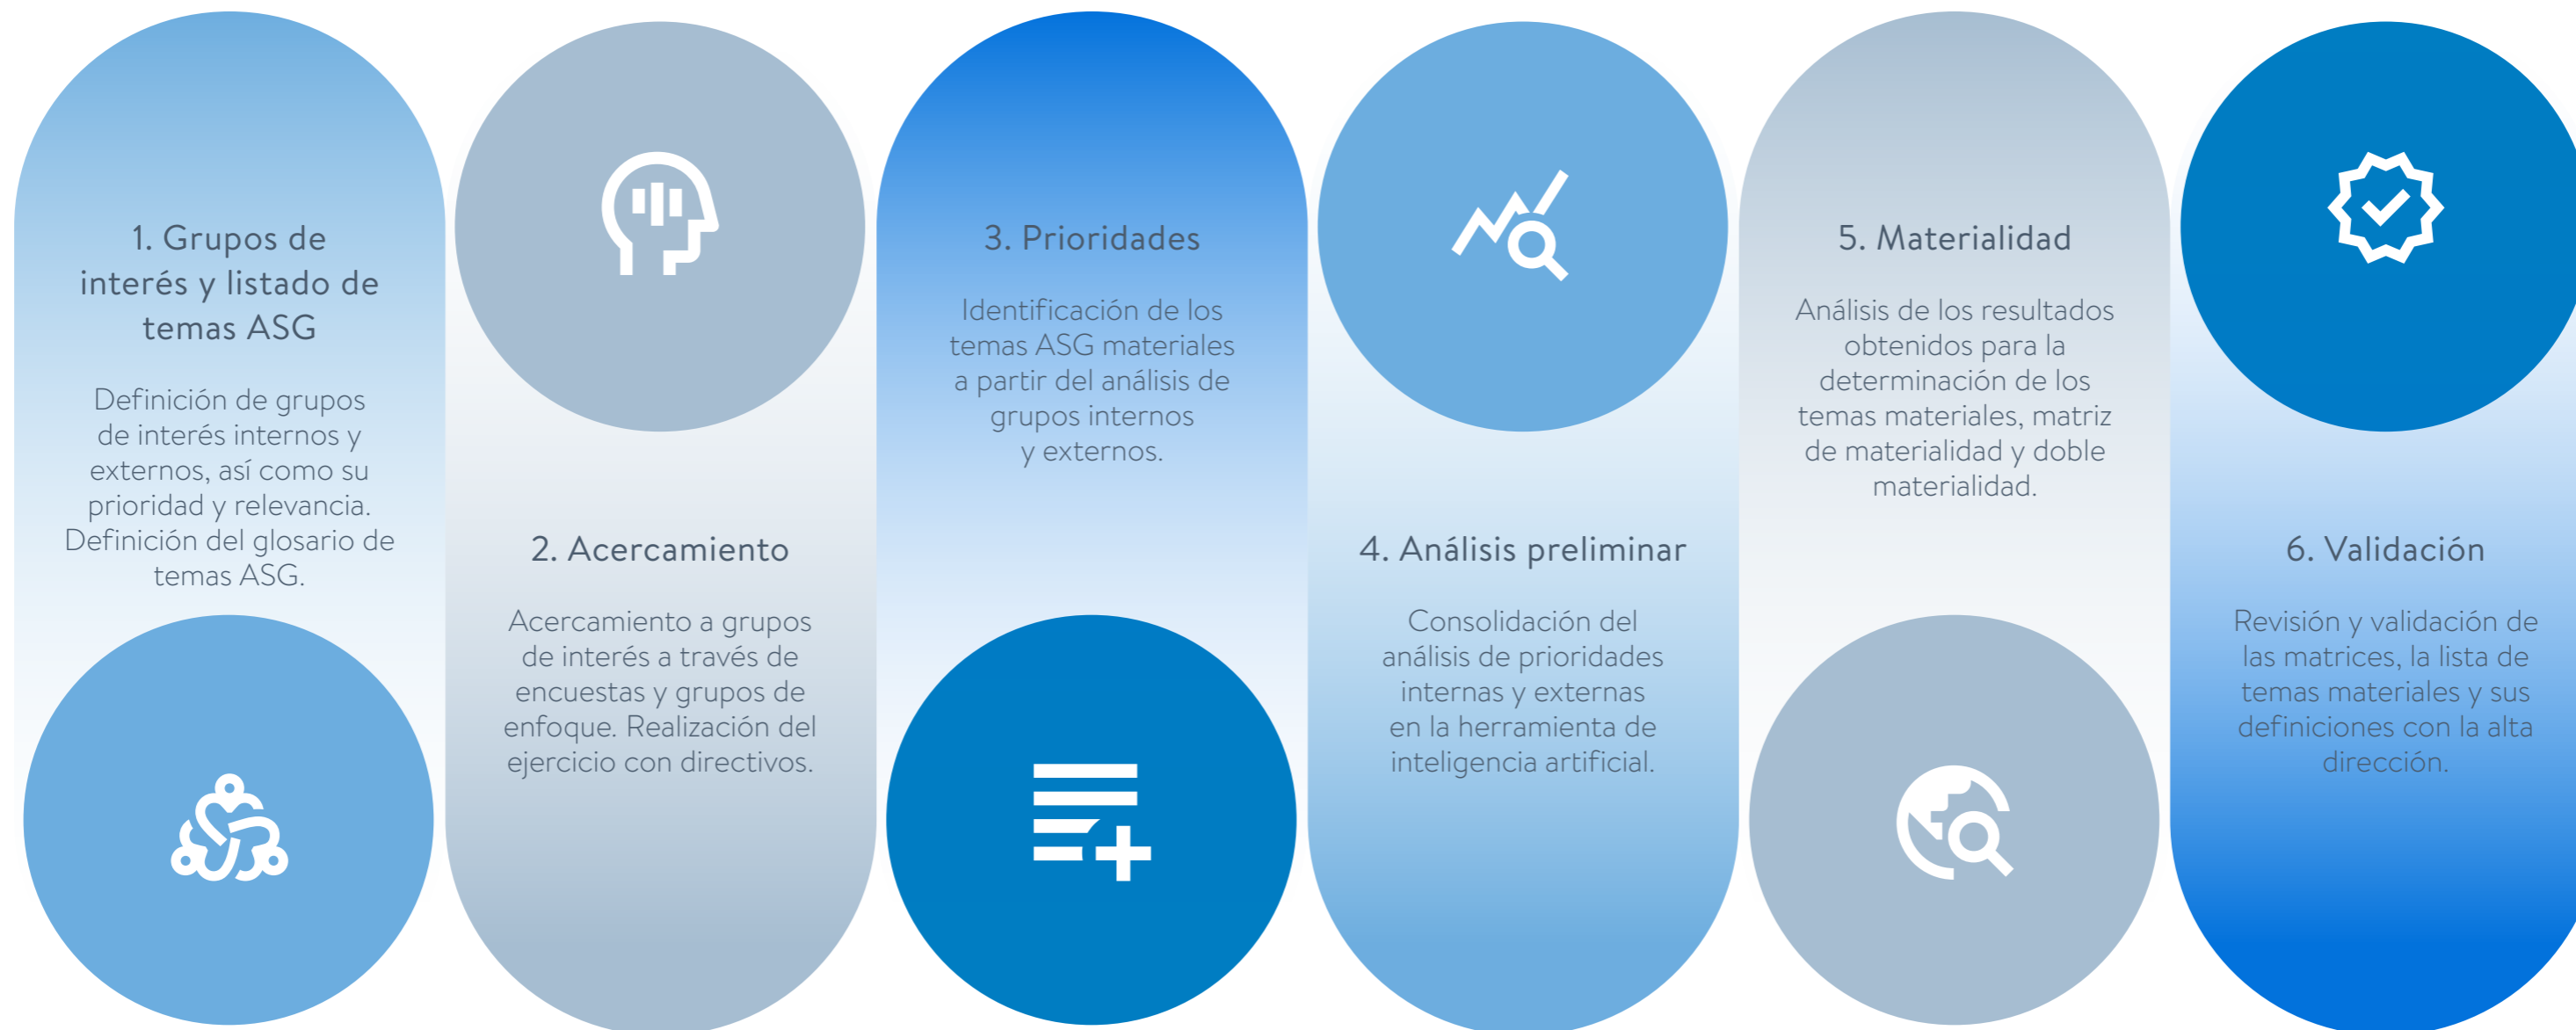 1. Grupos de
interés y listado de
temas ASG
Definición de grupos
de interés internos y
externos, así como su
prioridad y relevancia.
Definición del glosario de
temas ASG.
2. Acercamiento
Acercamiento a grupos
de interés a través de
encuestas y grupos de
enfoque. Realización del
ejercicio con directivos.
3. Prioridades
Identificación de los
temas ASG materiales
a partir del análisis de
grupos internos
y externos.
4. Análisis preliminar
Consolidación del
análisis de prioridades
internas y externas
en la herramienta de
inteligencia artificial.
5. Materialidad
Análisis de los resultados
obtenidos para la
determinación de los
temas materiales, matriz
de materialidad y doble
materialidad.
6. Validación
Revisión y validación de
las matrices, la lista de
temas materiales y sus
definiciones con la alta
dirección.